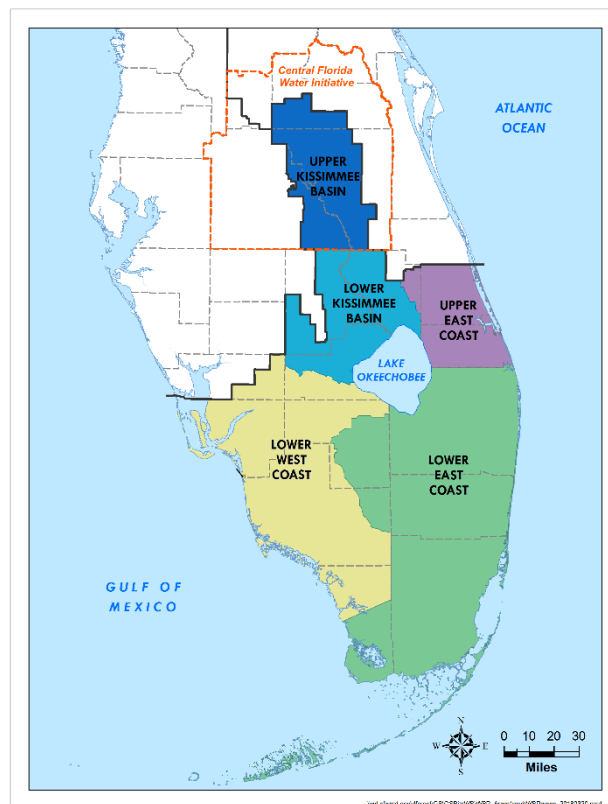 Central Florida
Water Initiative
ATLANTIC
OCEAN
UPPER
KISSIMMEE
BASIN
LOWER
KISSIMMEE
BASIN
UPPER
EAST
COAST
LAKE
OKEECHOBEE
LOWER
WEST
COAST
LOWER
EAST
COAST
GULF OF
MEXICO
N
W E
S
0 5 10 20 30
Miles